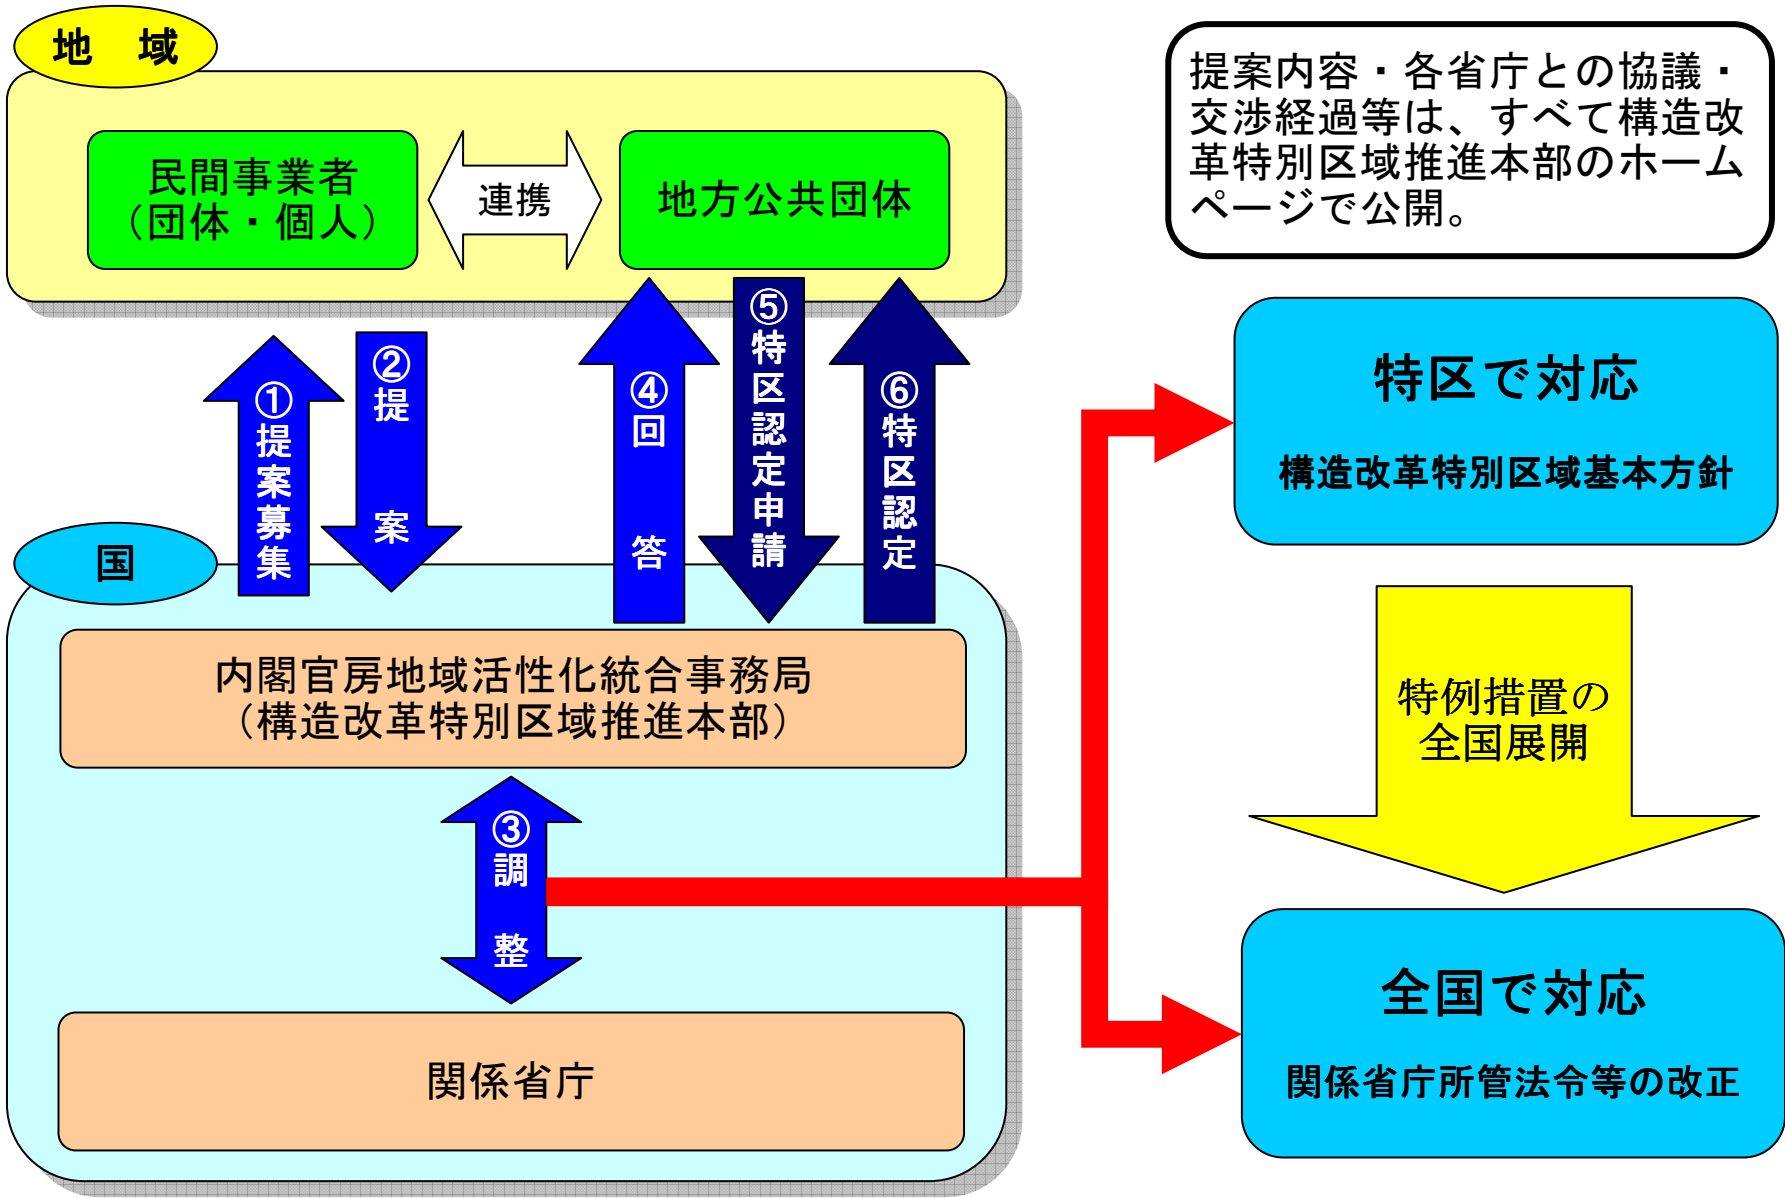 地　域
提案内容・各省庁との協議・
交渉経過等は、すべて構造改
革特別区域推進本部のホーム
ページで公開。
民間事業者
（団体・個人）
連携
地方公共団体
①提案募集
②提　案
④回　答
⑤特区認定申請
⑥特区認定
特区で対応
構造改革特別区域基本方針
国
内閣官房地域活性化統合事務局
（構造改革特別区域推進本部）
特例措置の
全国展開
③調　整
関係省庁
全国で対応
関係省庁所管法令等の改正